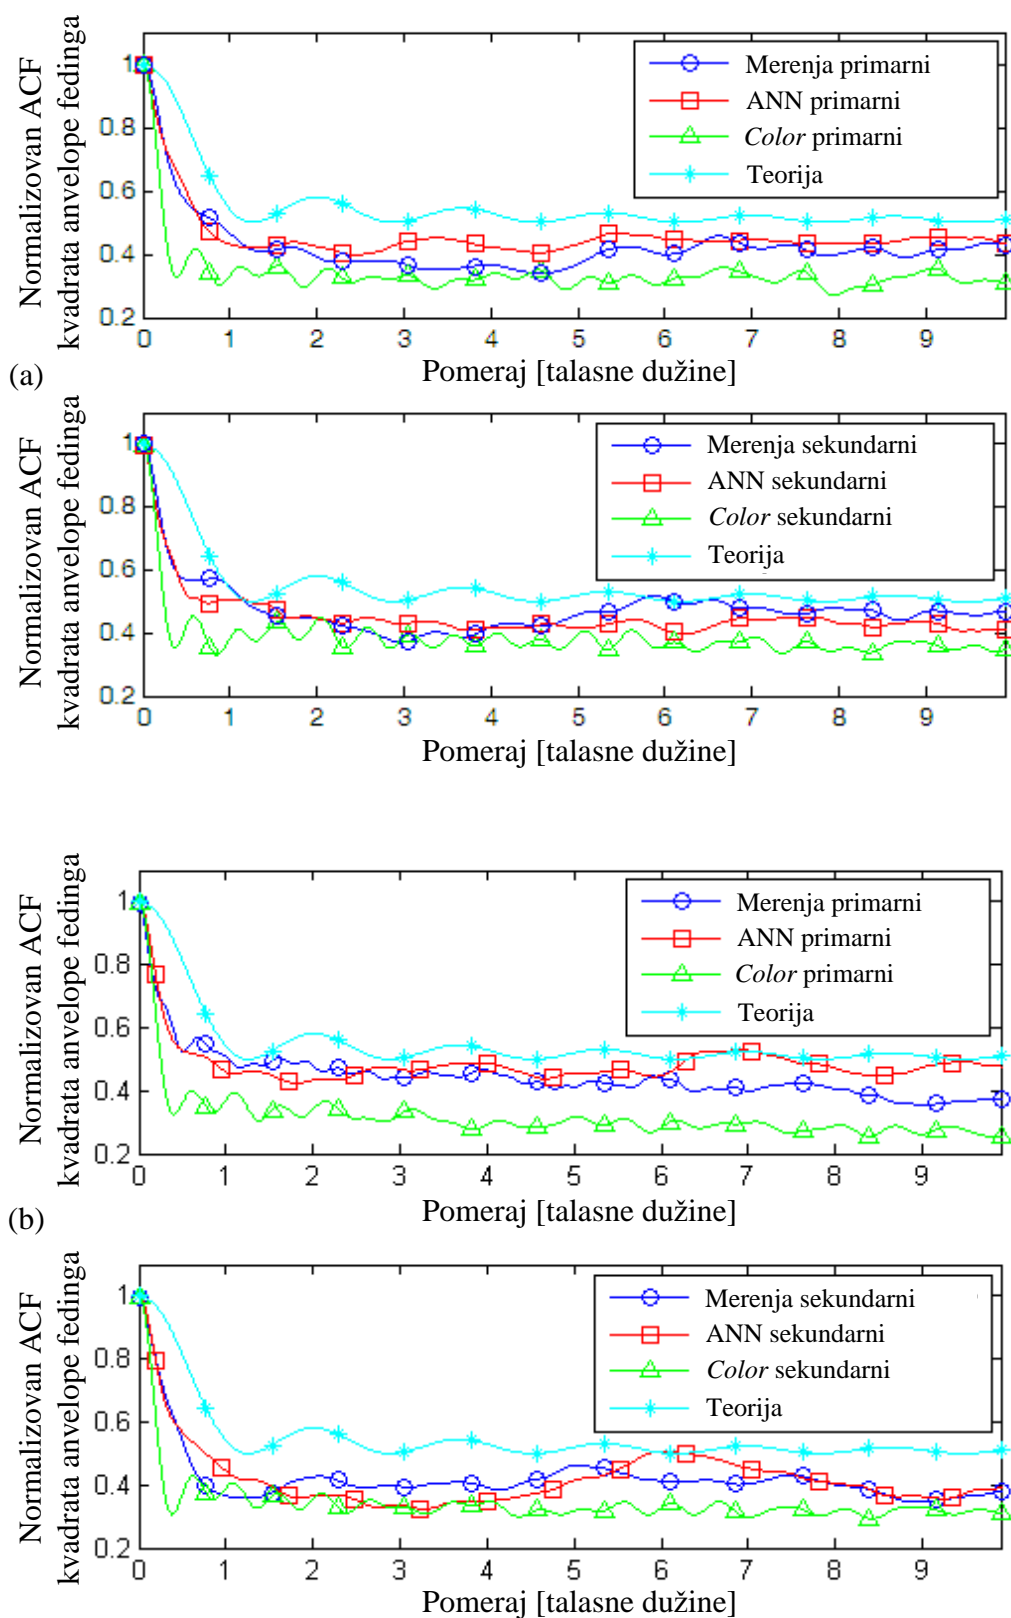 Normalizovan ACF
kvadrata anvelope fedinga
1
0.8
0.6
0.4
0.2
0 1 2 3 4 5 6 7 8 9
Merenja primarni
ANN primarni
Color primarni
Teorija
Pomeraj [talasne dužine]
(a)
Normalizovan ACF
kvadrata anvelope fedinga
1
0.8
0.6
0.4
0.2
0 1 2 3 4 5 6 7 8 9
Merenja sekundarni
ANN sekundarni
Color sekundarni
Teorija
Pomeraj [talasne dužine]
Normalizovan ACF
kvadrata anvelope fedinga
1
0.8
0.6
0.4
0.2
0 1 2 3 4 5 6 7 8 9
Merenja primarni
ANN primarni
Color primarni
Teorija
Pomeraj [talasne dužine]
(b)
Normalizovan ACF
kvadrata anvelope fedinga
1
0.8
0.6
0.4
0.2
0 1 2 3 4 5 6 7 8 9
Merenja sekundarni
ANN sekundarni
Color sekundarni
Teorija
Pomeraj [talasne dužine]